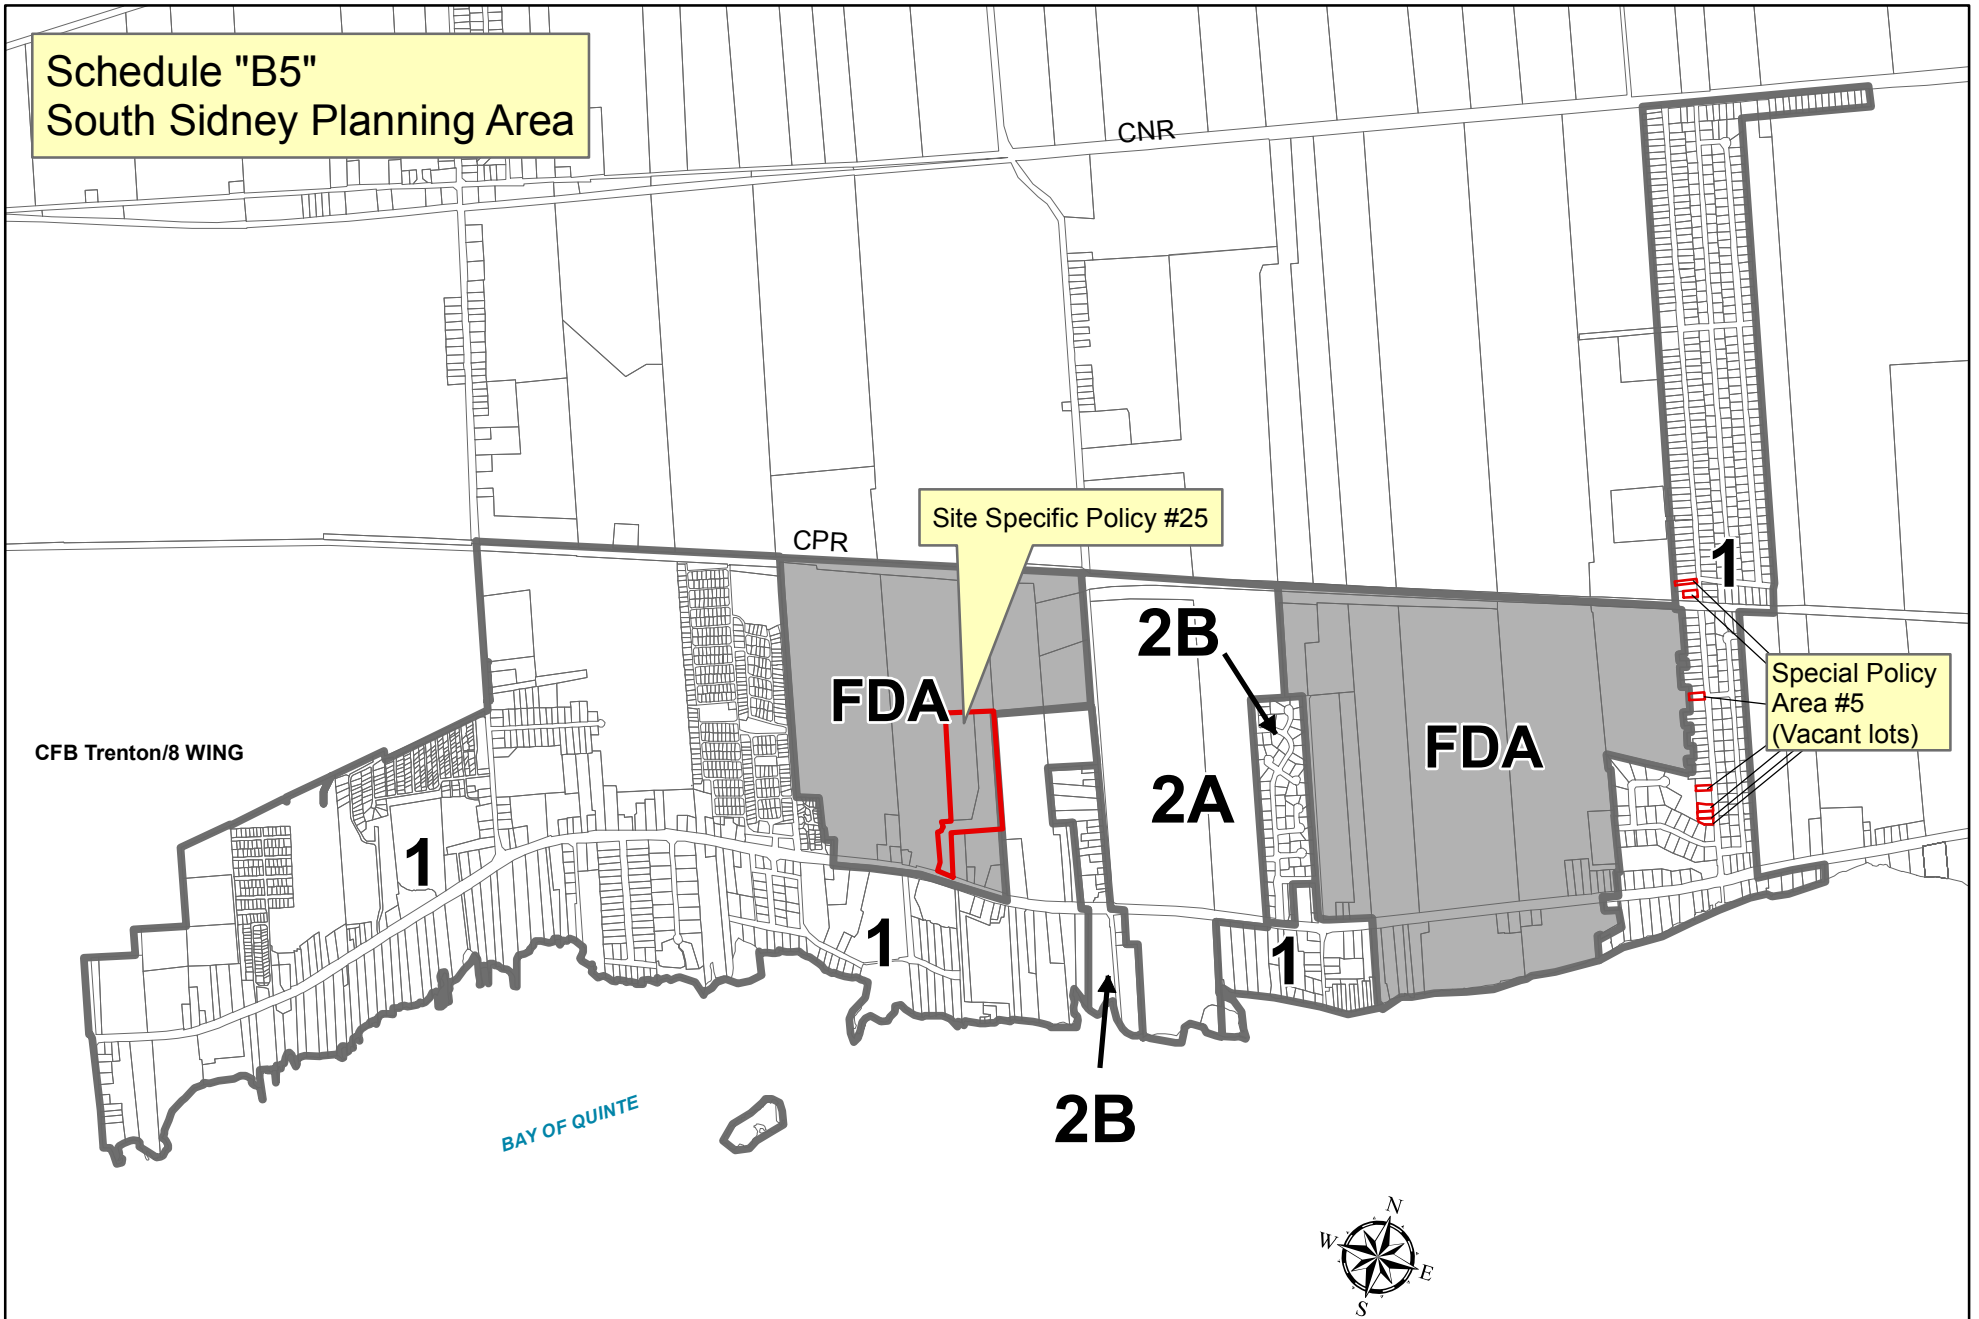 Schedule "B5"
South Sidney Planning Area
CNR
Site Specific Policy #25
CPR
1
2B
FDA
Special Policy
Area #5
(Vacant lots)
FDA
CFB Trenton/8 WING
2A
1
1
1
2B
BAY OF QUINTE
N
W
E
S